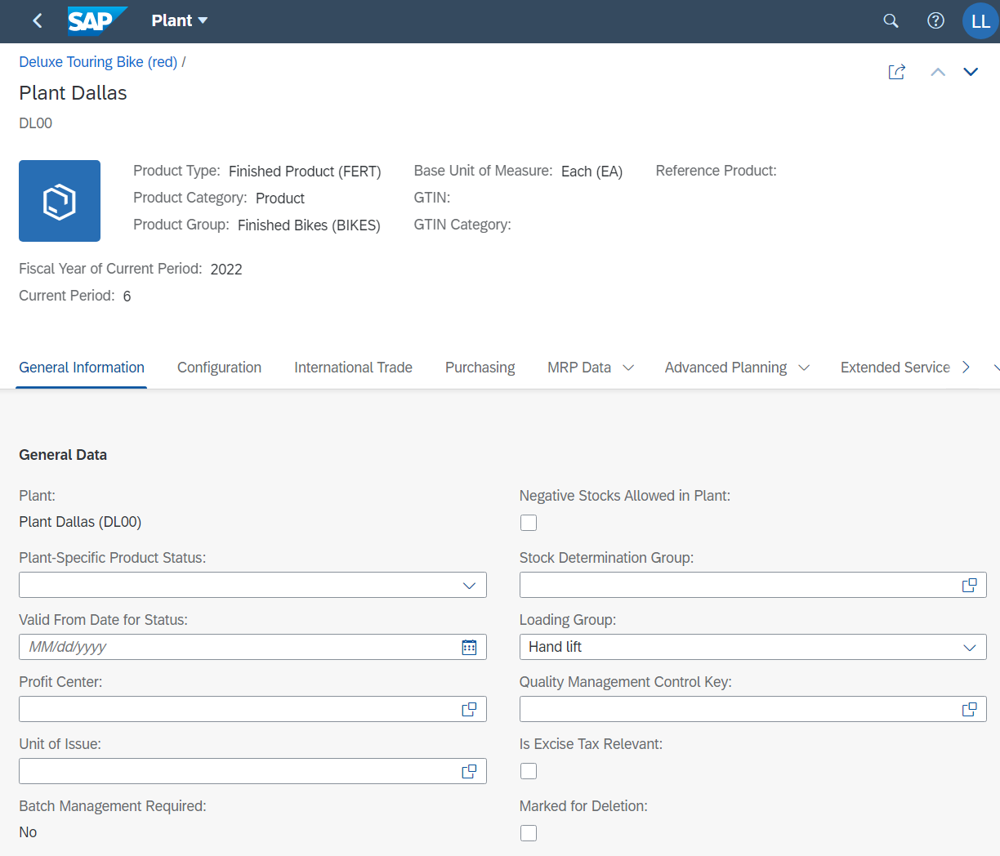 SAP Plant LL
Deluxe Touring Bike (red) /
Plant Dallas
DL00
Product Type: Finished Product (FERT) Base Unit of Measure: Each (EA) Reference Product:
Product Category: Product GTIN:
Product Group: Finished Bikes (BIKES) GTIN Category:
Fiscal Year of Current Period: 2022
Current Period: 6
General Information Configuration International Trade Purchasing MRP Data Advanced Planning Extended Service
General Data
Plant: Negative Stocks Allowed in Plant:
Plant Dallas (DL00)
Plant-Specific Product Status: Stock Determination Group:
Valid From Date for Status: Loading Group:
MM/dd/yyyy Hand lift
Profit Center: Quality Management Control Key:
Unit of Issue: Is Excise Tax Relevant:
Batch Management Required: Marked for Deletion:
No